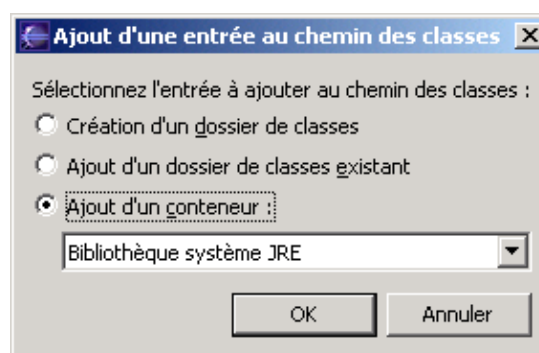 Ajout d'une entrée au chemin des classes
Sélectionnez l'entrée à ajouter au chemin des classes :
Création d'un dossier de classes
Ajout d'un dossier de classes existant
Ajout d'un conteneur :
Bibliothèque système JRE
OK
Annuler